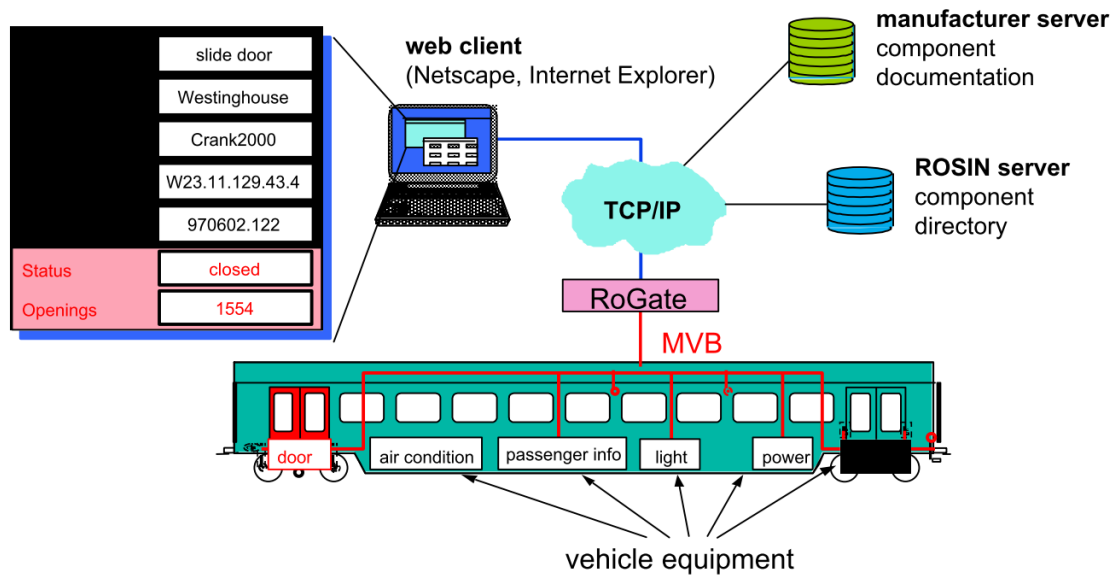 slide door
Westinghouse
Crank2000
W23.11.129.43.4
970602.122
Status
closed
Openings
1554
web client
(Netscape, Internet Explorer)
manufacturer server
component
documentation
ROSIN server
component
directory
TCP/IP
RoGate
MVB
door
air condition
passenger info
light
power
vehicle equipment